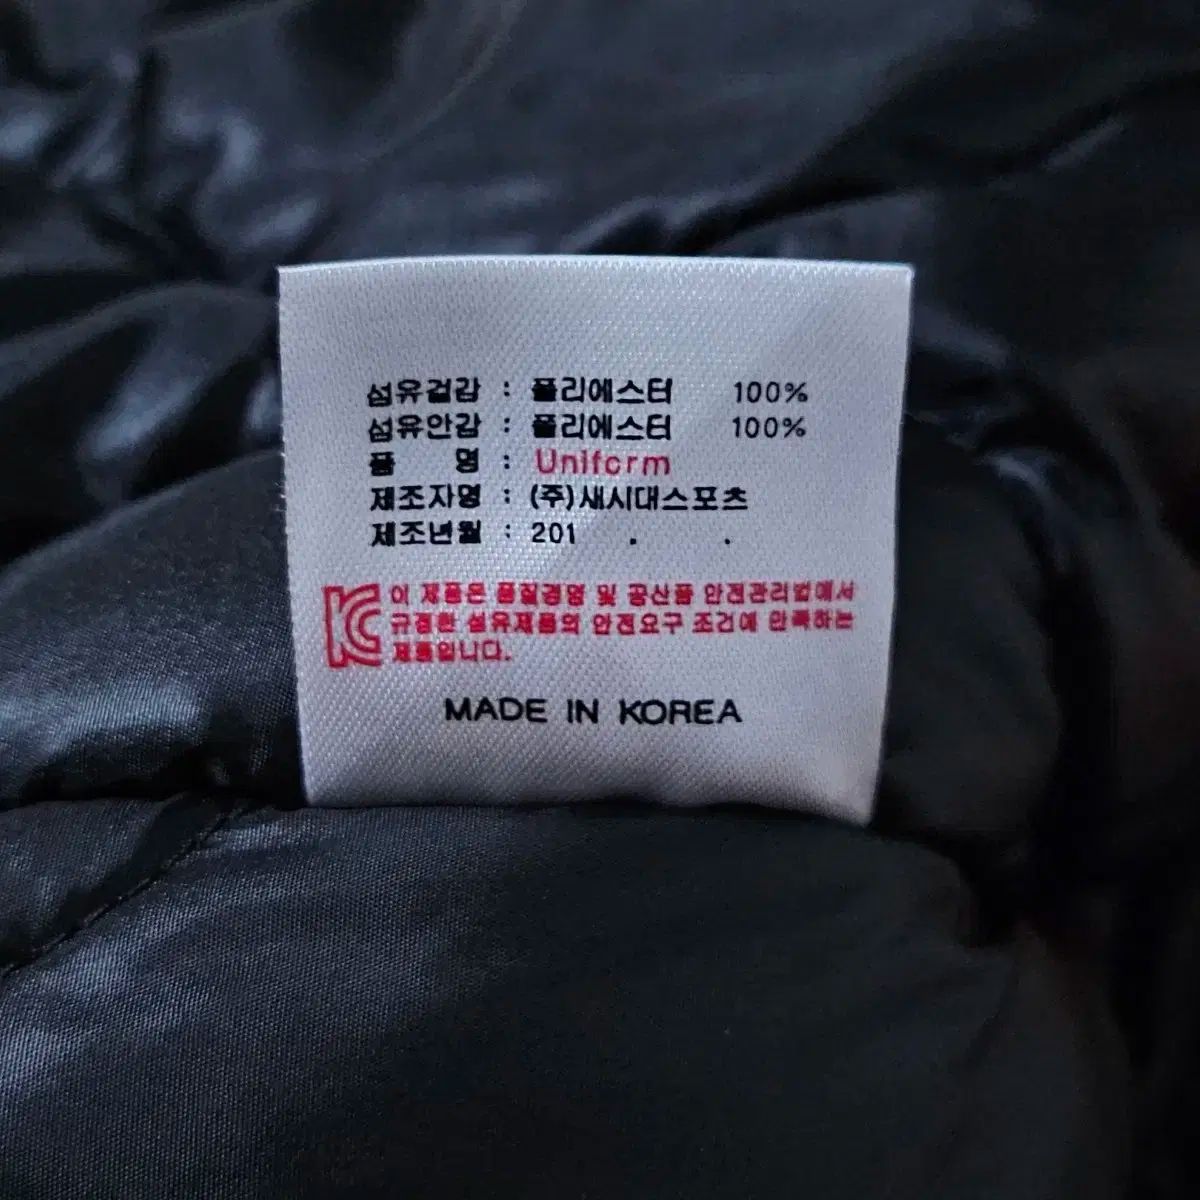 섬유겉감 : 폴리에스터 100%
섬유안감 : 폴리에스터 100%
품 명 : Uniform
제조자명 : (주)새시대스포츠
제조년월 : 201 . .
KC 이 제품은 품질경영 및 공산품 안전관리법에서
규정한 섬유제품의 안전요구 조건에 만족하는
제품입니다.
MADE IN KOREA